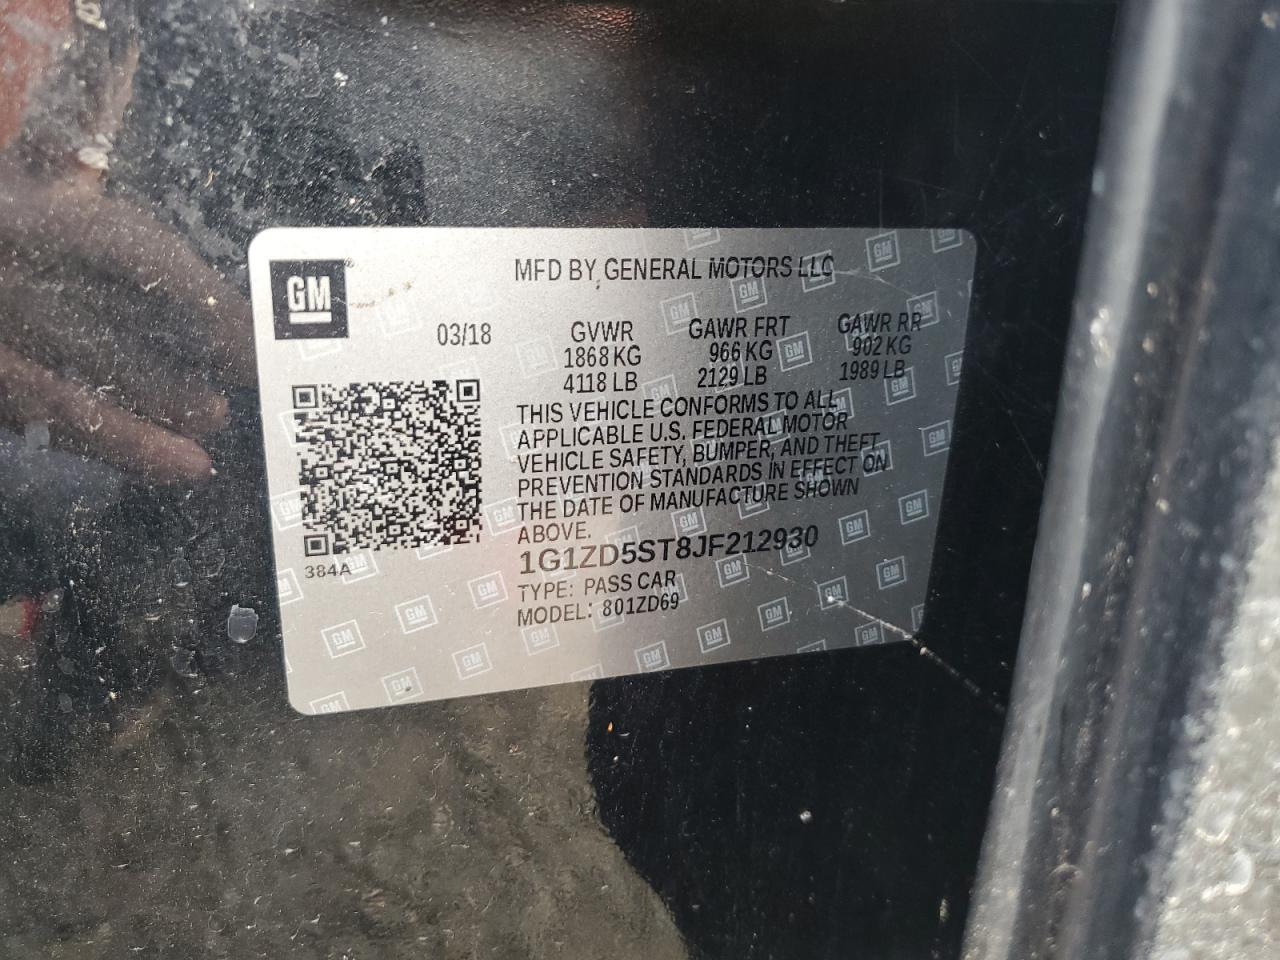 GM
MFD BY GENERAL MOTORS LLC
03/18 GVWR GAWR FRT GAWR RR
1868 KG 966 KG 902 KG
4118 LB 2129 LB 1989 LB
THIS VEHICLE CONFORMS TO ALL
APPLICABLE U.S. FEDERAL MOTOR
VEHICLE SAFETY, BUMPER, AND THEFT
PREVENTION STANDARDS IN EFFECT ON
THE DATE OF MANUFACTURE SHOWN
ABOVE.
1G1ZD5ST8JF212930
384A
TYPE: PASS CAR
MODEL: 801ZD69